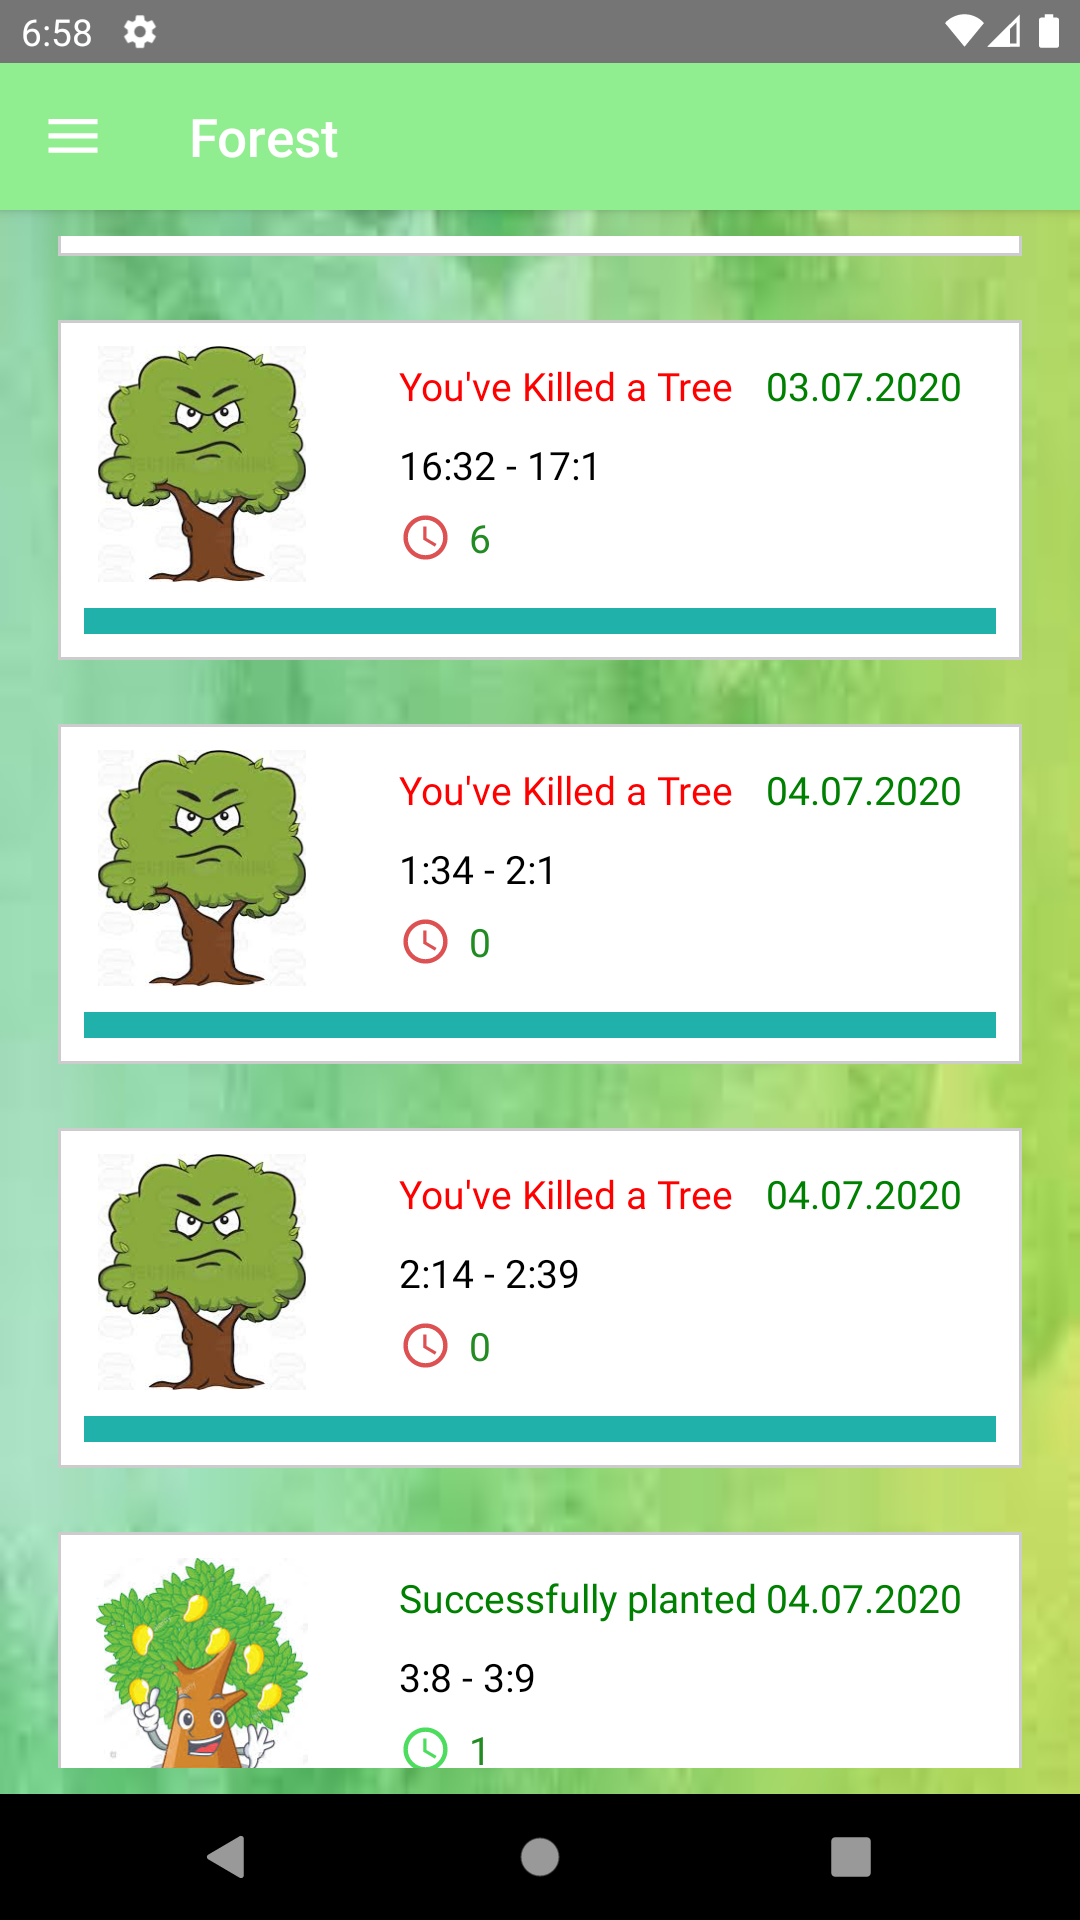 6:58
Forest
You've Killed a Tree 03.07.2020
16:32 - 17:1
6
You've Killed a Tree 04.07.2020
1:34 - 2:1
0
You've Killed a Tree 04.07.2020
2:14 - 2:39
0
Successfully planted 04.07.2020
3:8 - 3:9
1